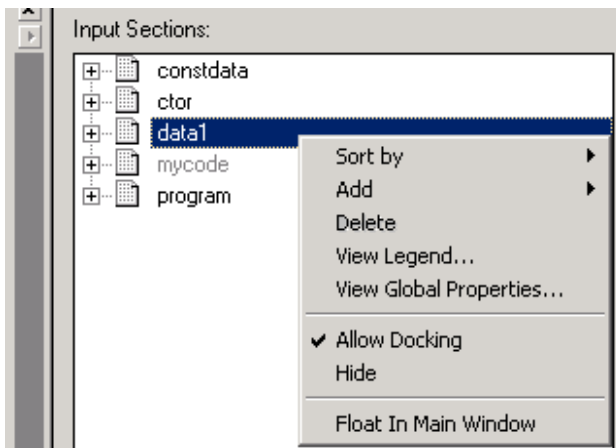 Input Sections:
constdata
ctor
data1
mycode
program
Sort by
Add
Delete
View Legend...
View Global Properties...
Allow Docking
Hide
Float In Main Window